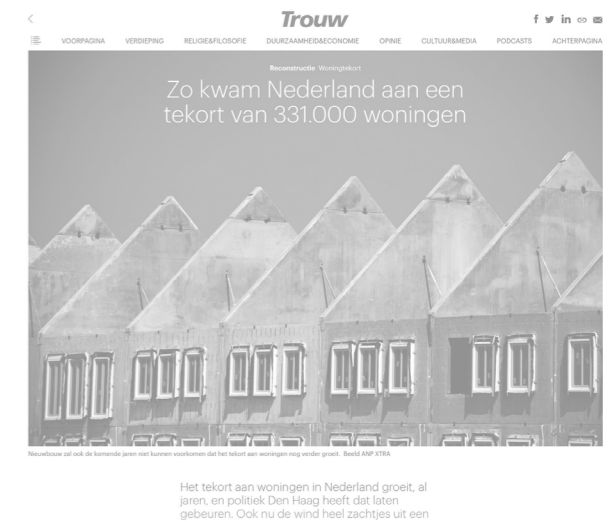 Trouw
VOORPAGINA VERDIEPING RELIGIE&FILOSOFIE DUURZAAMHEID&ECONOMIE OPINIE CULTUUR&MEDIA PODCASTS ACHTERPAGINA
Reconstructie Woningtekort
Zo kwam Nederland aan een
tekort van 331.000 woningen
Nieuwbouw zal ook de komende jaren niet kunnen voorkomen dat het tekort aan woningen nog verder groeit. Beeld ANP XTRA
Het tekort aan woningen in Nederland groeit, al
jaren, en politiek Den Haag heeft dat laten
gebeuren. Ook nu de wind heel zachtjes uit een